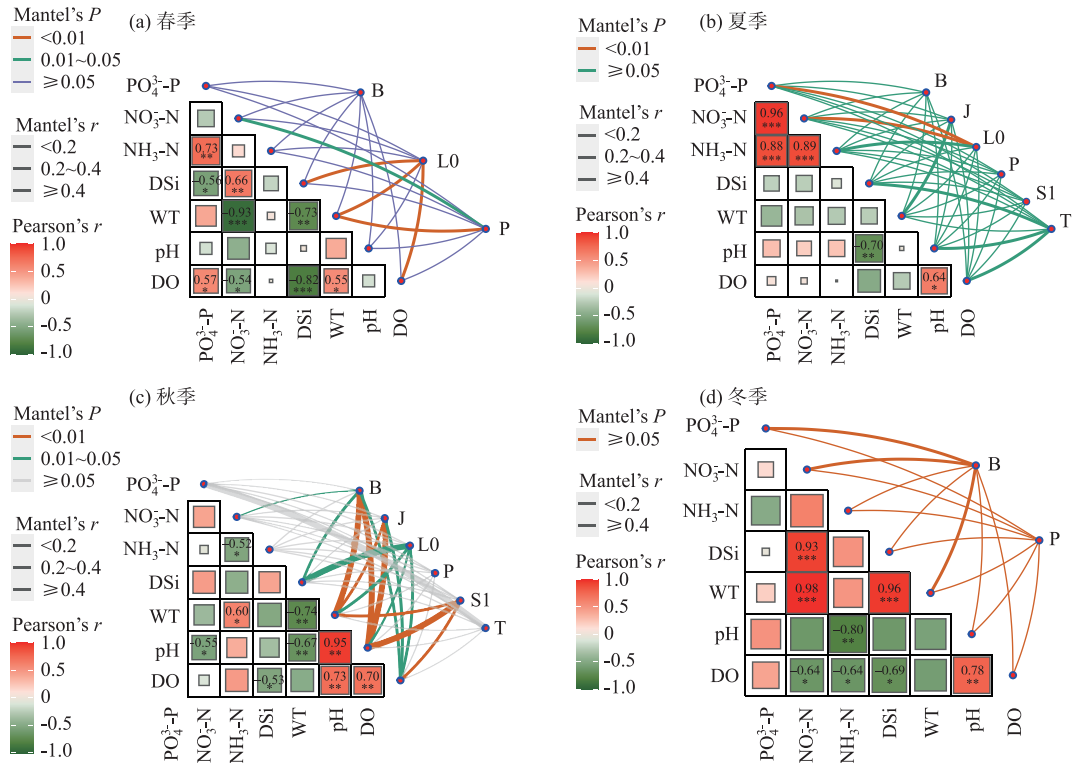 (a) 春季
Mantel's P
<0.01
0.01~0.05
≥0.05
Mantel's r
<0.2
0.2~0.4
≥0.4
Pearson's r
1.0
0.5
0
-0.5
-1.0
PO₄³⁻-P
NO₃⁻-N
NH₃-N
DSi
WT
pH
DO
0.73
**
−0.56
*
0.66
**
−0.93
***
−0.73
**
0.57
*
−0.54
*
−0.82
***
0.55
*
B
L0
P
PO₄³⁻-P
NO₃⁻-N
NH₃-N
DSi
WT
pH
DO
(b) 夏季
Mantel's P
<0.01
≥0.05
Mantel's r
<0.2
0.2~0.4
≥0.4
Pearson's r
1.0
0.5
0
-0.5
-1.0
PO₄³⁻-P
NO₃⁻-N
NH₃-N
DSi
WT
pH
DO
0.96
***
0.88
***
0.89
***
−0.70
**
0.64
*
B
J
L0
P
S1
T
PO₄³⁻-P
NO₃⁻-N
NH₃-N
DSi
WT
pH
DO
(c) 秋季
Mantel's P
<0.01
0.01~0.05
≥0.05
Mantel's r
<0.2
0.2~0.4
≥0.4
Pearson's r
1.0
0.5
0
-0.5
-1.0
PO₄³⁻-P
NO₃⁻-N
NH₃-N
DSi
WT
pH
DO
−0.52
*
0.60
*
−0.74
**
−0.55
*
−0.67
**
0.95
***
−0.53
*
0.73
**
0.70
**
B
J
L0
P
S1
T
PO₄³⁻-P
NO₃⁻-N
NH₃-N
DSi
WT
pH
DO
(d) 冬季
Mantel's P
≥0.05
Mantel's r
<0.2
≥0.4
Pearson's r
1.0
0.5
0
-0.5
-1.0
PO₄³⁻-P
NO₃⁻-N
NH₃-N
DSi
WT
pH
DO
0.93
***
0.98
***
0.96
***
−0.80
**
−0.64
*
−0.64
*
−0.69
*
0.78
**
B
P
PO₄³⁻-P
NO₃⁻-N
NH₃-N
DSi
WT
pH
DO